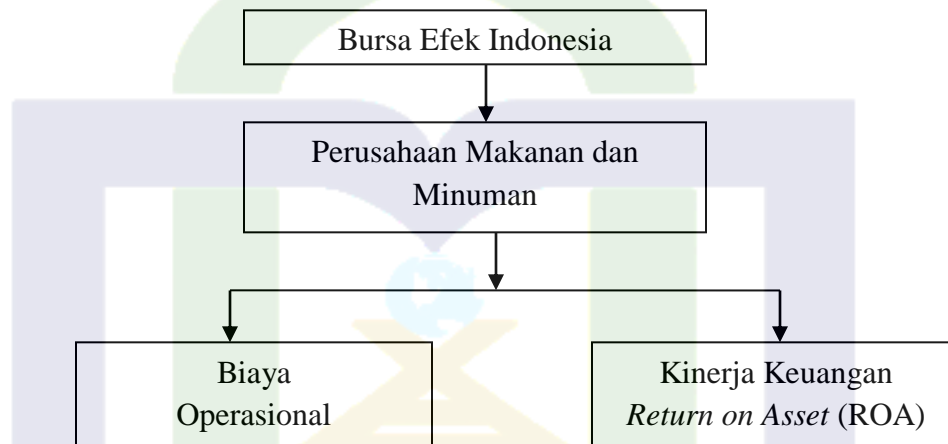 Bursa Efek Indonesia
Perusahaan Makanan dan
Minuman
Biaya
Operasional
Kinerja Keuangan
Return on Asset (ROA)